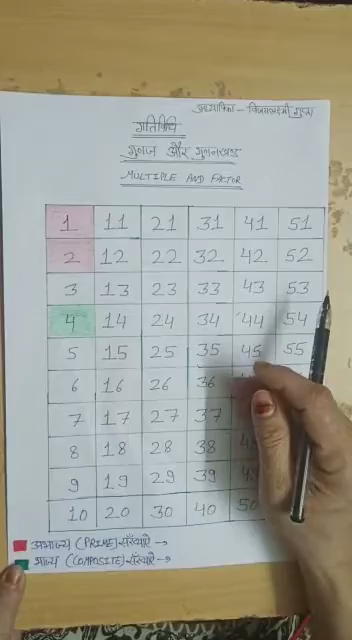 अध्यापिका - विजयलक्ष्मी गुप्ता
गतिविधि
गुणज और गुणनखण्ड
MULTIPLE AND FACTOR
1 11 21 31 41 51
2 12 22 32 42 52
3 13 23 33 43 53
4 14 24 34 44 54
5 15 25 35 45 55
6 16 26 36
7 17 27 37
8 18 28 38
9 19 29 39
10 20 30 40 50
अभाज्य (PRIME) संख्याएँ →
भाज्य (COMPOSITE) संख्याएँ →